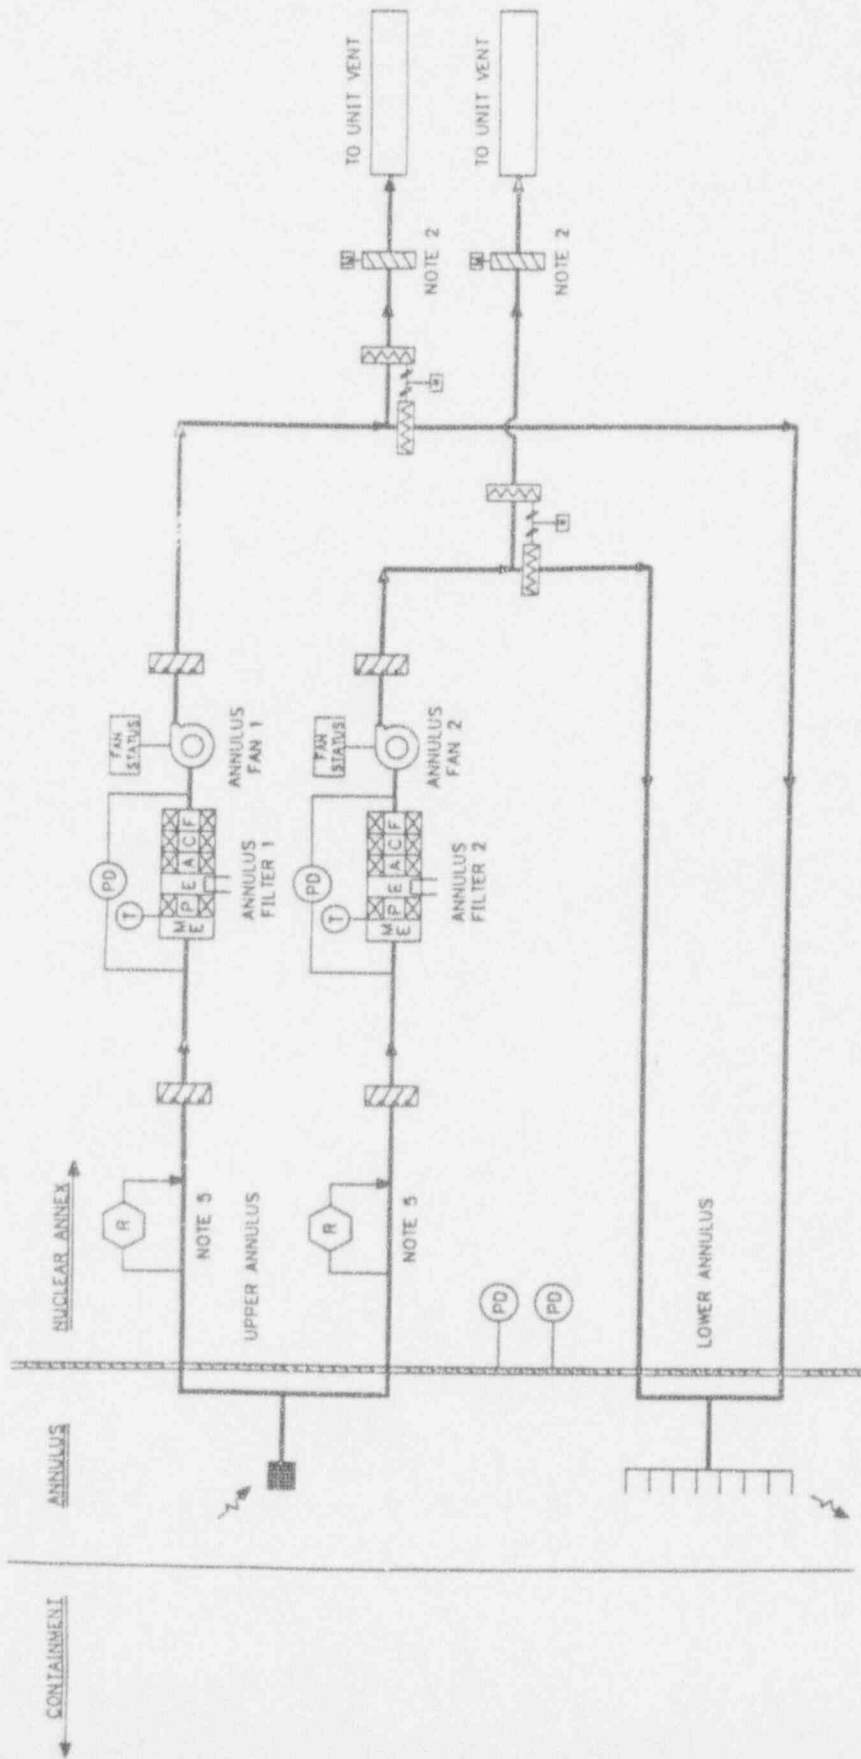 CONTAINMENT
ANNULUS
NUCLEAR ANNEX
R
NOTE 5
UPPER ANNULUS
R
NOTE 5
PD
PD
LOWER ANNULUS
PD
T
M
E
P
E
A
C
F
ANNULUS
FILTER 1
FAN
STATUS
ANNULUS
FAN 1
PD
T
M
E
P
E
A
C
F
ANNULUS
FILTER 2
FAN
STATUS
ANNULUS
FAN 2
NOTE 2
TO UNIT VENT
NOTE 2
TO UNIT VENT